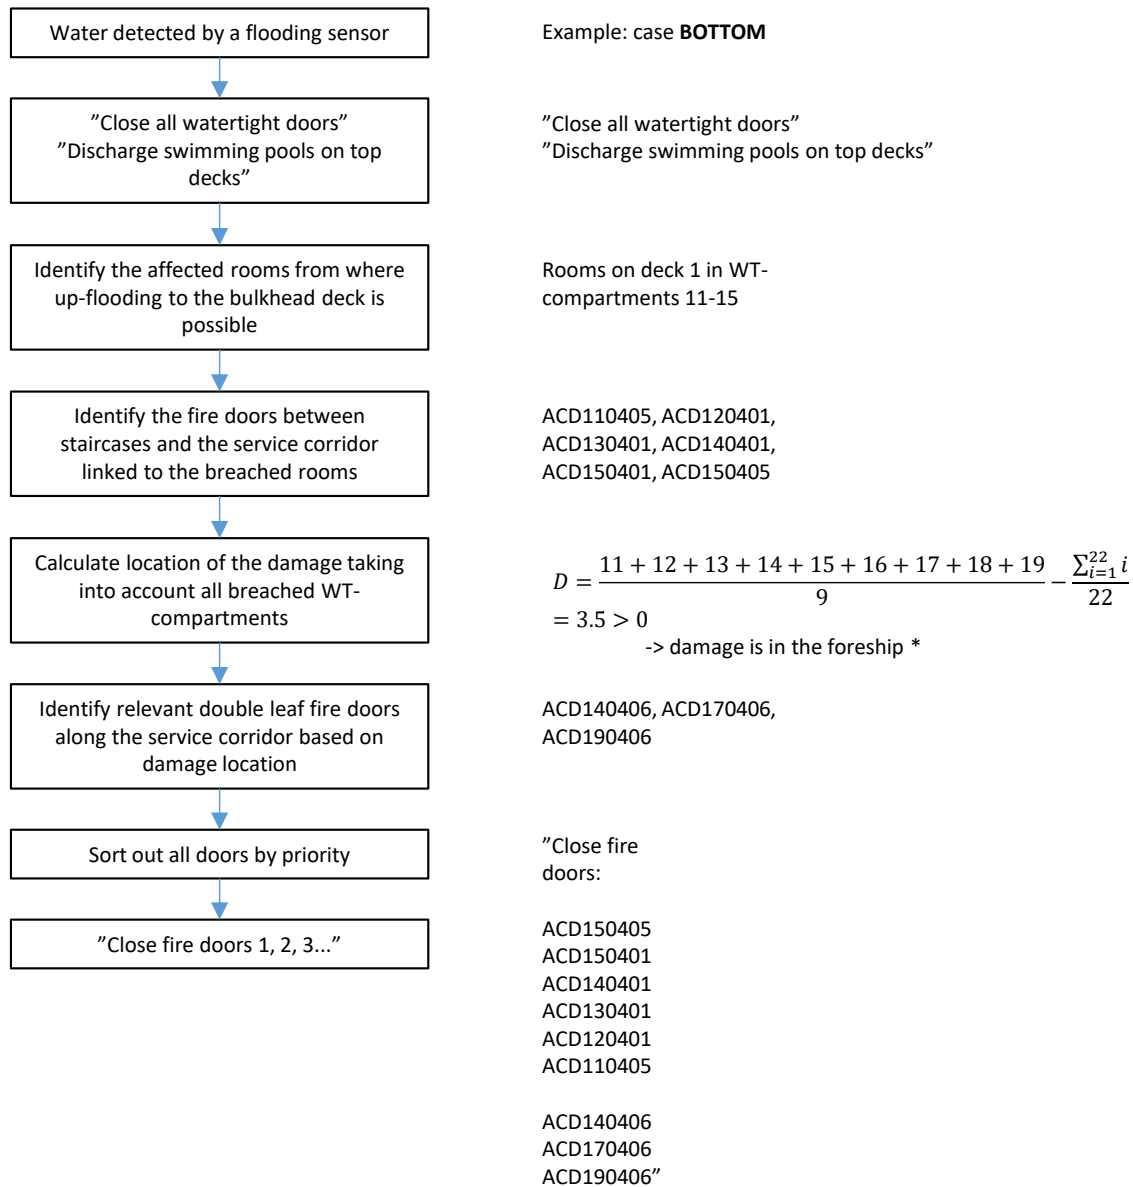 Water detected by a flooding sensor
Example: case BOTTOM
”Close all watertight doors”
”Discharge swimming pools on top
decks”
”Close all watertight doors”
”Discharge swimming pools on top decks”
Identify the affected rooms from where
up-flooding to the bulkhead deck is
possible
Rooms on deck 1 in WT-
compartments 11-15
Identify the fire doors between
staircases and the service corridor
linked to the breached rooms
ACD110405, ACD120401,
ACD130401, ACD140401,
ACD150401, ACD150405
Calculate location of the damage taking
into account all breached WT-
compartments
D = \frac{11 + 12 + 13 + 14 + 15 + 16 + 17 + 18 + 19}{9} − \frac{∑_{i=1}^{22} i}{22}
= 3.5 > 0
-> damage is in the foreship *
Identify relevant double leaf fire doors
along the service corridor based on
damage location
ACD140406, ACD170406,
ACD190406
Sort out all doors by priority
”Close fire
doors:
”Close fire doors 1, 2, 3...”
ACD150405
ACD150401
ACD140401
ACD130401
ACD120401
ACD110405
ACD140406
ACD170406
ACD190406”